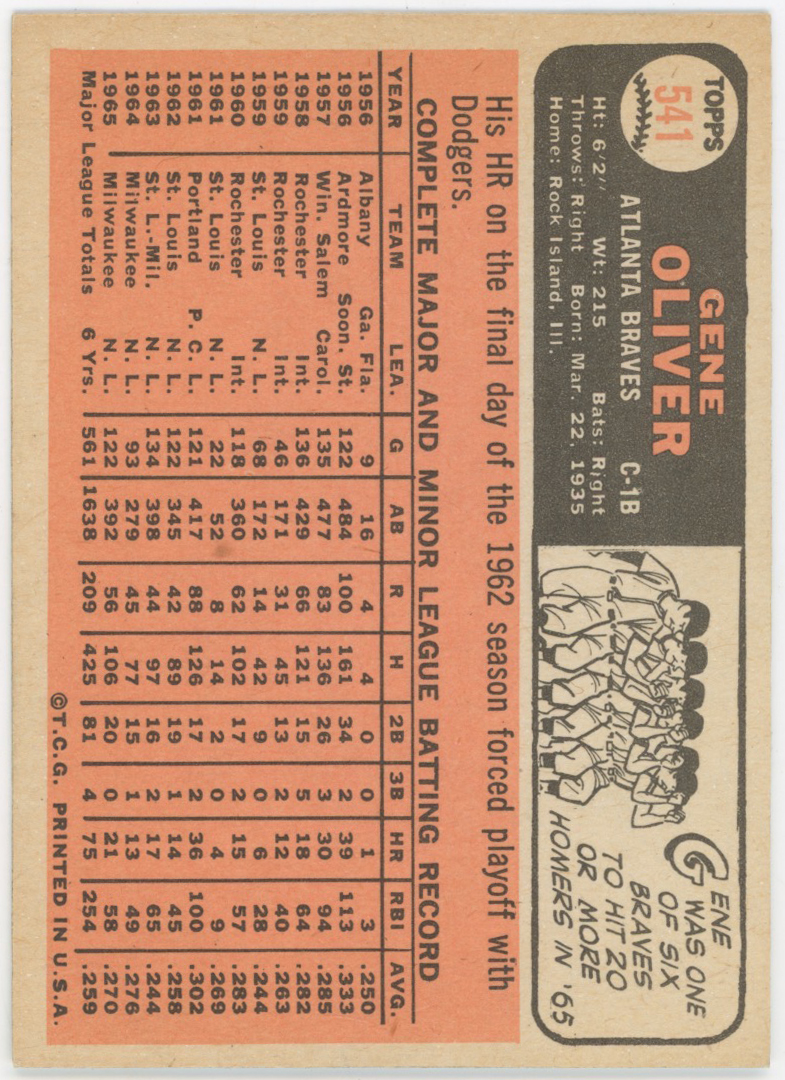 TOPPS
541
GENE
OLIVER
ATLANTA BRAVES C-1B
Ht: 6'2" Wt: 215 Bats: Right
Throws: Right Born: Mar. 22, 1935
Home: Rock Island, Ill.
GENE
WAS ONE
OF SIX
BRAVES
TO HIT 20
OR MORE
HOMERS IN '65
His HR on the final day of the 1962 season forced playoff with
Dodgers.
COMPLETE MAJOR AND MINOR LEAGUE BATTING RECORD
YEAR TEAM LEA. G AB R H 2B 3B HR RBI AVG.
1956 Albany Ga. Fla. 9 16 4 4 0 0 1 3 .250
1956 Ardmore Soon. St. 122 484 100 161 34 2 39 113 .333
1957 Win. Salem Carol. 135 477 83 136 26 3 30 94 .285
1958 Rochester Int. 136 429 66 121 15 5 18 64 .282
1959 Rochester Int. 46 171 31 45 13 2 12 40 .263
1959 St. Louis N. L. 68 172 14 42 9 0 6 28 .244
1960 Rochester Int. 118 360 62 102 17 2 15 57 .283
1961 St. Louis N. L. 22 52 8 14 2 0 4 9 .269
1961 Portland P. C. L. 121 417 88 126 17 2 36 100 .302
1962 St. Louis N. L. 122 345 42 89 19 1 14 45 .258
1963 St. L.-Mil. N. L. 134 398 44 97 16 2 17 65 .244
1964 Milwaukee N. L. 93 279 45 77 15 1 13 49 .276
1965 Milwaukee N. L. 122 392 56 106 20 0 21 58 .270
Major League Totals 6 Yrs. 561 1638 209 425 81 4 75 254 .259
©T.C.G. PRINTED IN U.S.A.